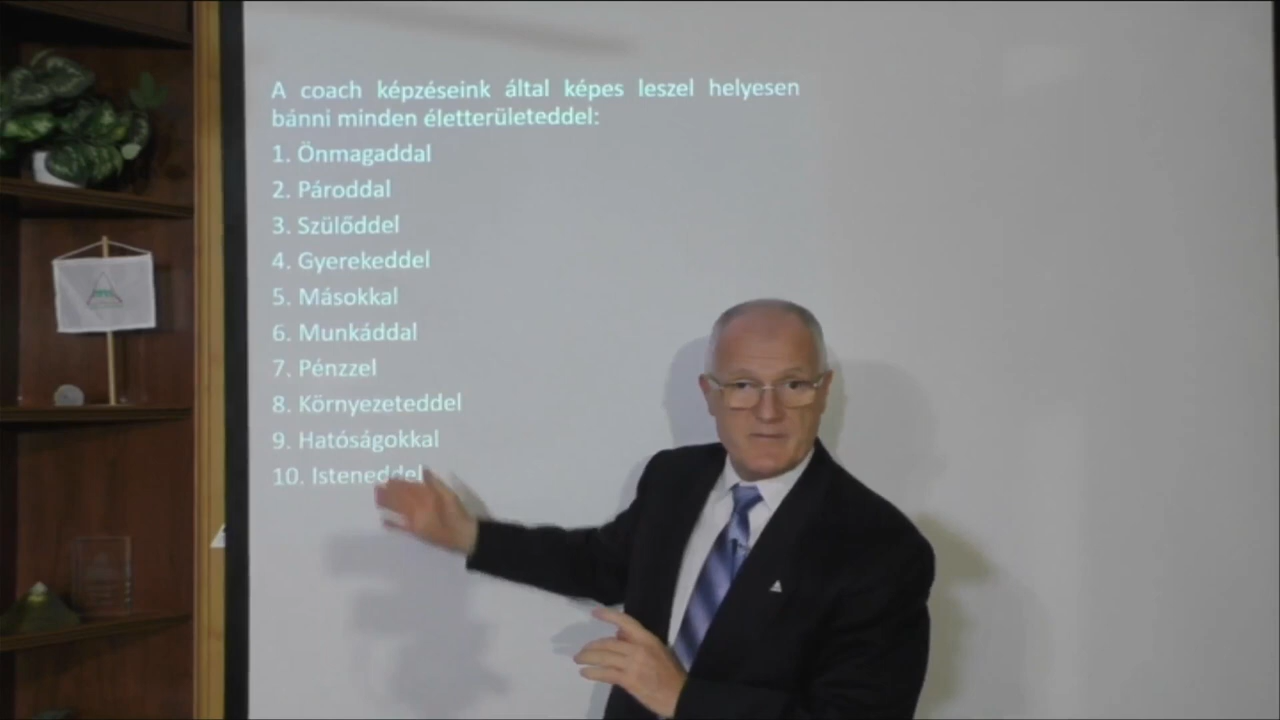 A coach képzéseink által képes leszel helyesen
bánni minden életterületeddel:
1. Önmagaddal
2. Pároddal
3. Szülőddel
4. Gyerekeddel
5. Másokkal
6. Munkáddal
7. Pénzzel
8. Környezeteddel
9. Hatóságokkal
10. Isteneddel